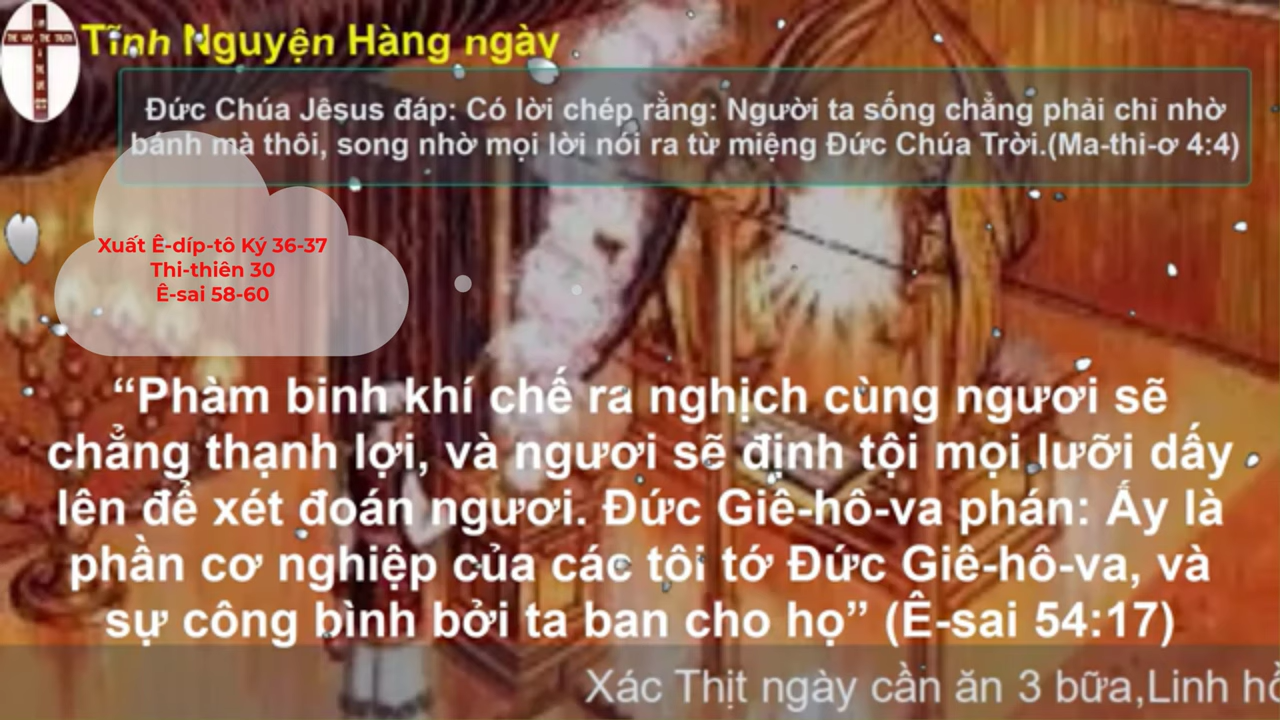 THE WAY, THE TRUTH
Tĩnh Nguyện Hàng ngày
Đức Chúa Jêsus đáp: Có lời chép rằng: Người ta sống chẳng phải chỉ nhờ
bánh mà thôi, song nhờ mọi lời nói ra từ miệng Đức Chúa Trời.(Ma-thi-ơ 4:4)
Xuất Ê-díp-tô Ký 36-37
Thi-thiên 30
Ê-sai 58-60
“Phàm binh khí chế ra nghịch cùng ngươi sẽ
chẳng thạnh lợi, và ngươi sẽ định tội mọi lưỡi dấy
lên để xét đoán ngươi. Đức Giê-hô-va phán: Ấy là
phần cơ nghiệp của các tôi tớ Đức Giê-hô-va, và
sự công bình bởi ta ban cho họ” (Ê-sai 54:17)
Xác Thịt ngày cần ăn 3 bữa,Linh